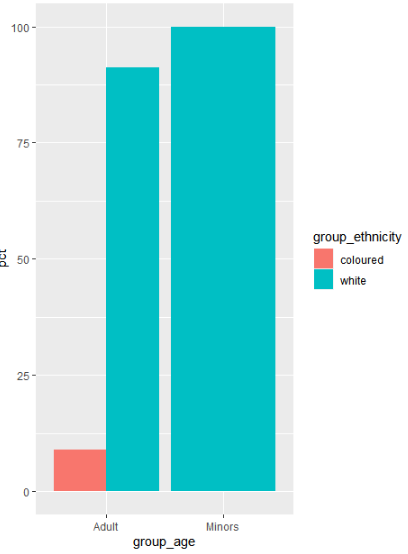 100
75
50
25
0
pct
Adult
Minors
group_age
group_ethnicity
coloured
white